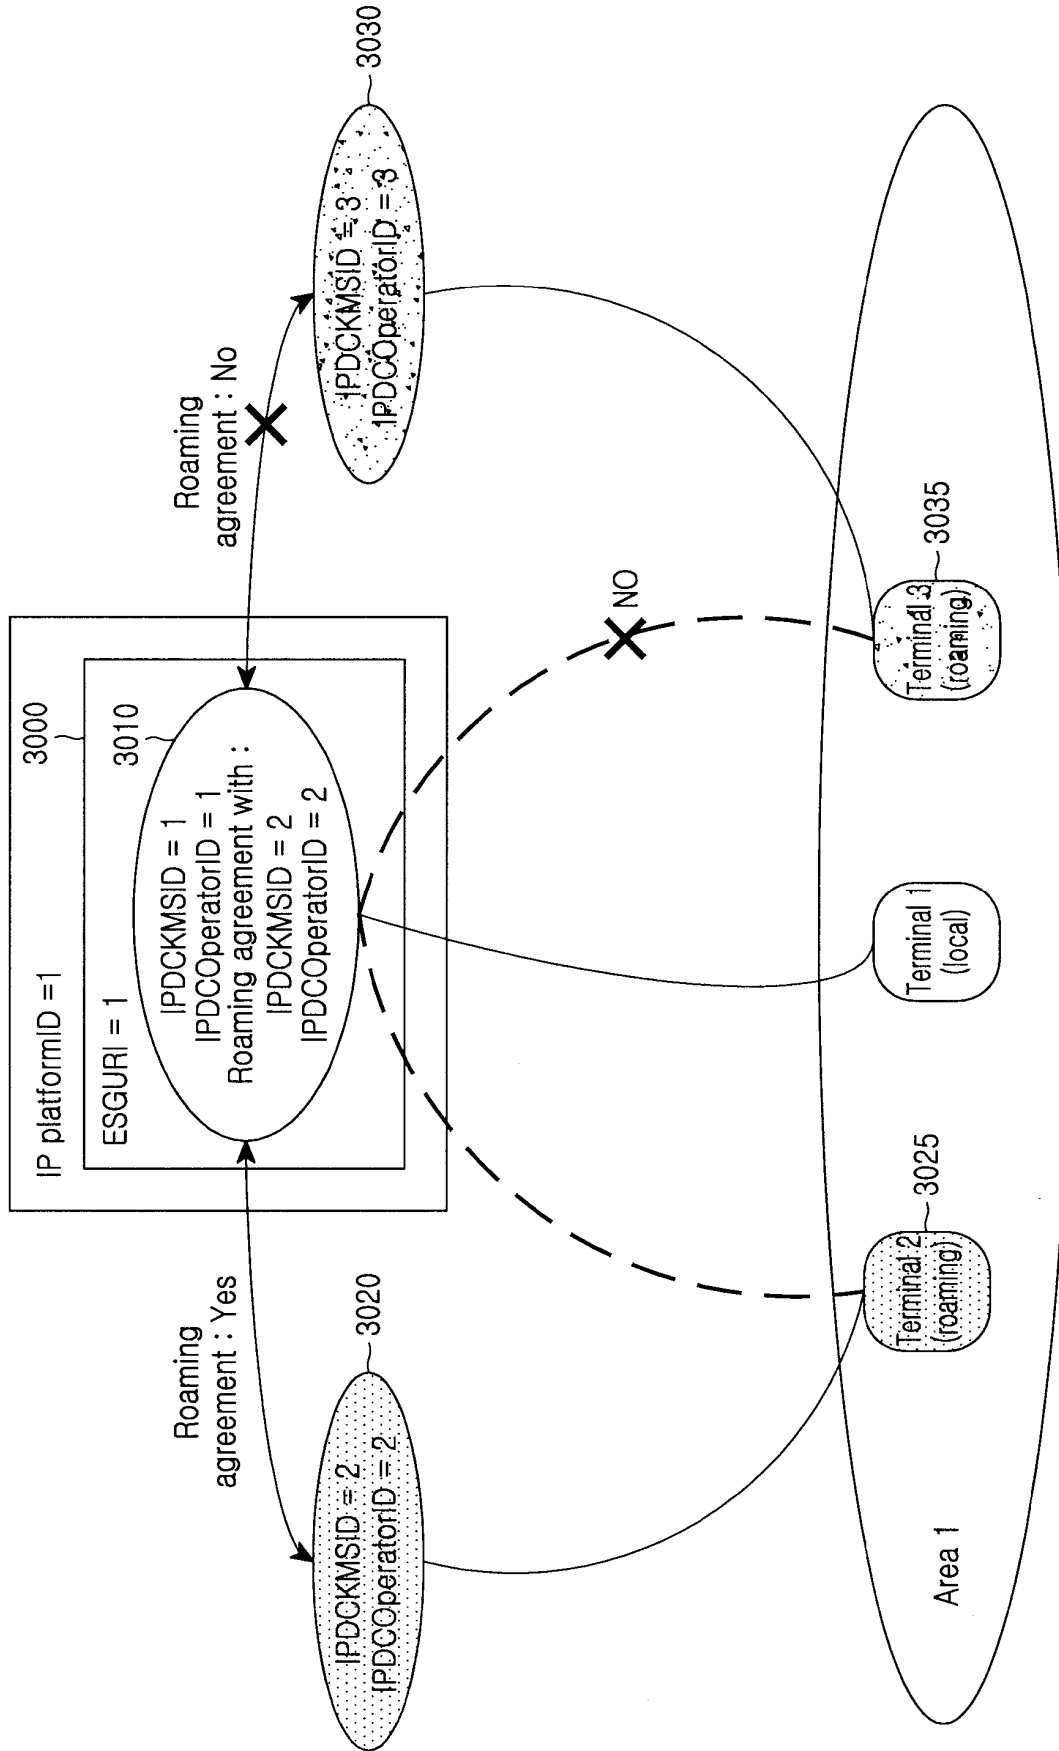 IP platformID =1
3000
ESGURI = 1
3010
IPDCKMSID = 1
IPDCOperatorID = 1
Roaming agreement with :
IPDCKMSID = 2
IPDCOperatorID = 2
Roaming
agreement : Yes
3020
IPDCKMSID = 2
IPDCOperatorID = 2
Roaming
agreement : No
3030
IPDCKMSID = 3
IPDCOperatorID = 3
NO
Terminal 2
(roaming)
3025
Terminal 1
(local)
Terminal 3
(roaming)
3035
Area 1